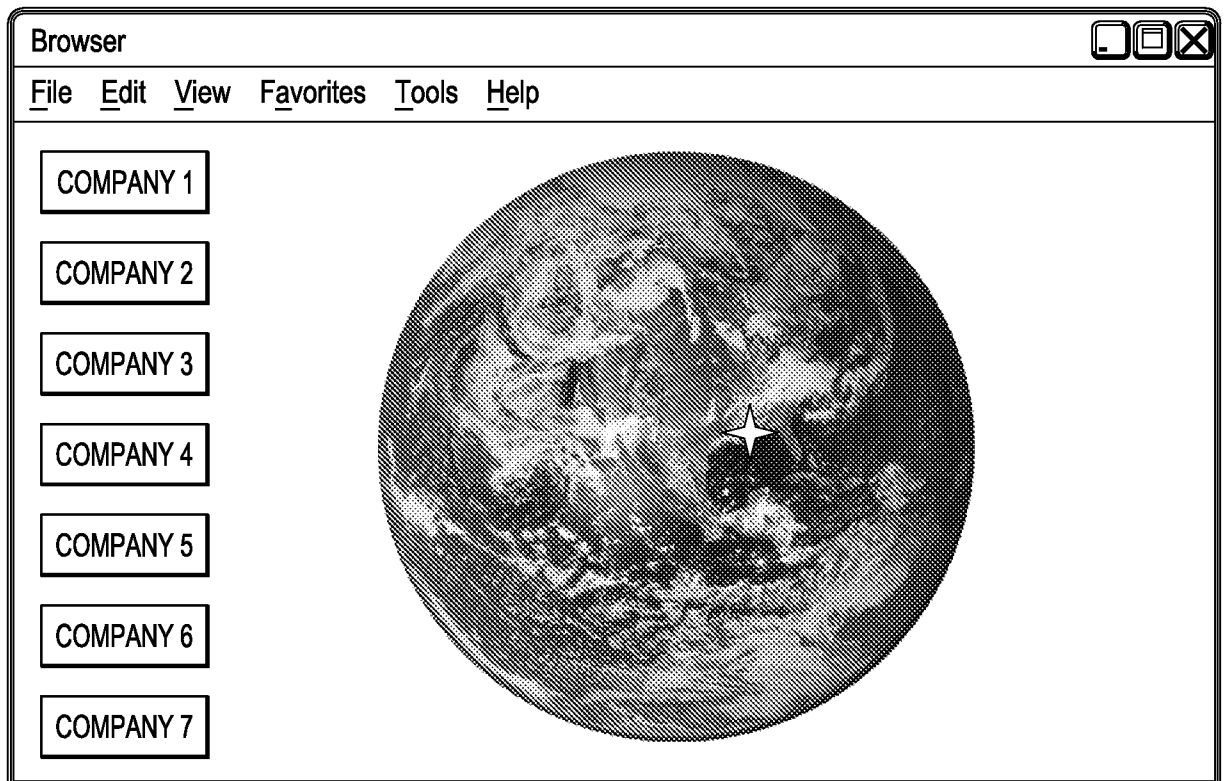 Browser
File Edit View Favorites Tools Help
COMPANY 1
COMPANY 2
COMPANY 3
COMPANY 4
COMPANY 5
COMPANY 6
COMPANY 7